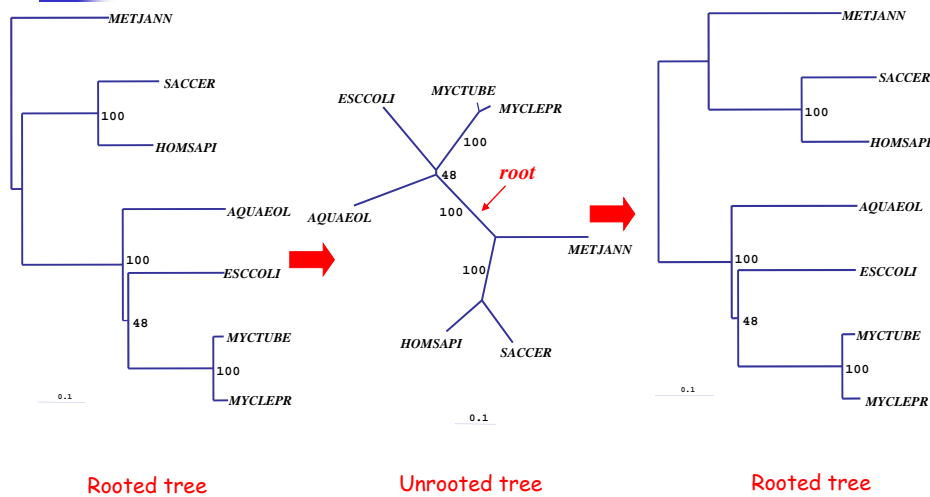 METJANN
SACCER
100
HOMSAPI
AQUAEOL
100
ESCCOLI
48
MYCTUBE
100
MYCLEPR
0.1
Rooted tree
ESCCOLI
MYCTUBE
MYCLEPR
100
48
root
AQUAEOL
100
METJANN
100
HOMSAPI
SACCER
0.1
Unrooted tree
METJANN
SACCER
100
HOMSAPI
AQUAEOL
100
ESCCOLI
48
MYCTUBE
100
MYCLEPR
0.1
Rooted tree